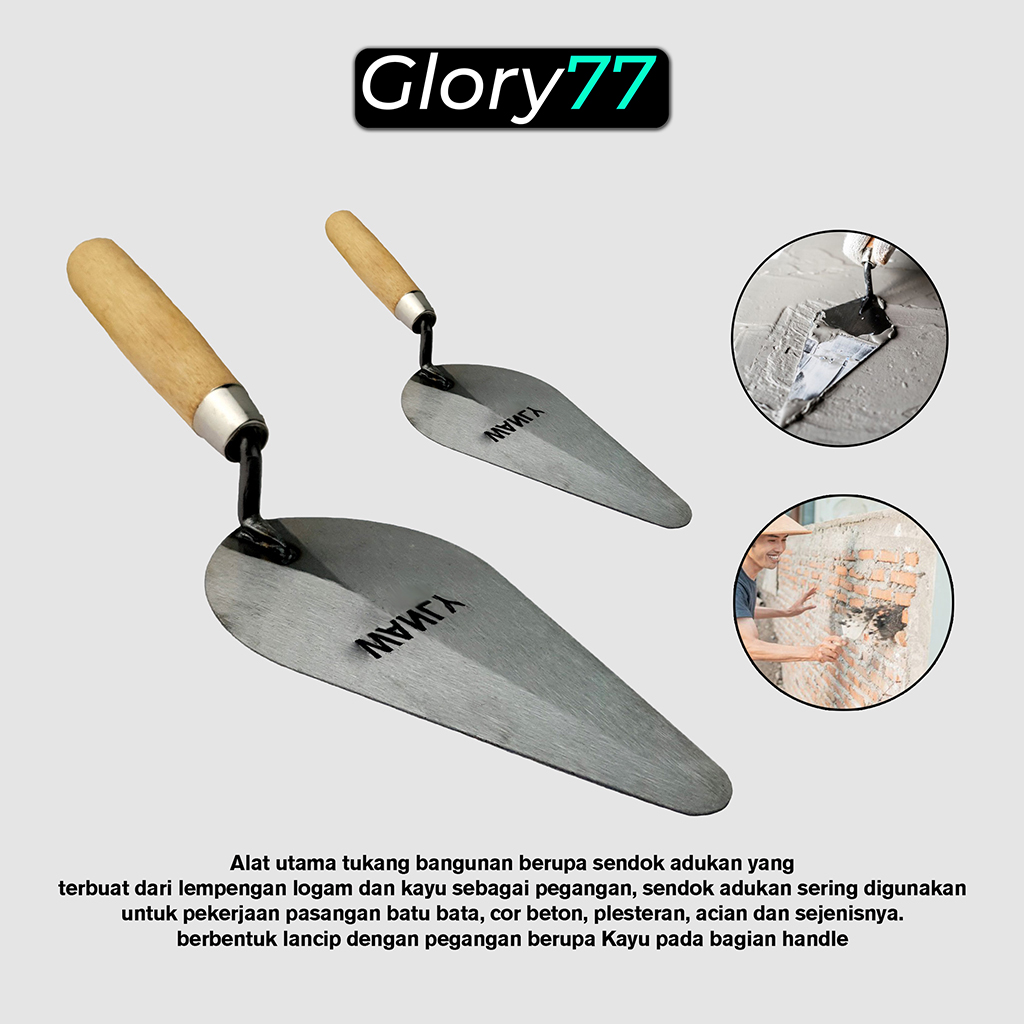 Glory77
WANLY
WANLY
Alat utama tukang bangunan berupa sendok adukan yang
terbuat dari lempengan logam dan kayu sebagai pegangan, sendok adukan sering digunakan
untuk pekerjaan pasangan batu bata, cor beton, plesteran, acian dan sejenisnya.
berbentuk lancip dengan pegangan berupa Kayu pada bagian handle